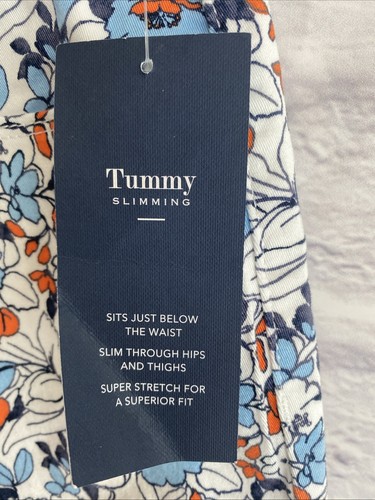 Tummy
SLIMMING
SITS JUST BELOW
THE WAIST
SLIM THROUGH HIPS
AND THIGHS
SUPER STRETCH FOR
A SUPERIOR FIT